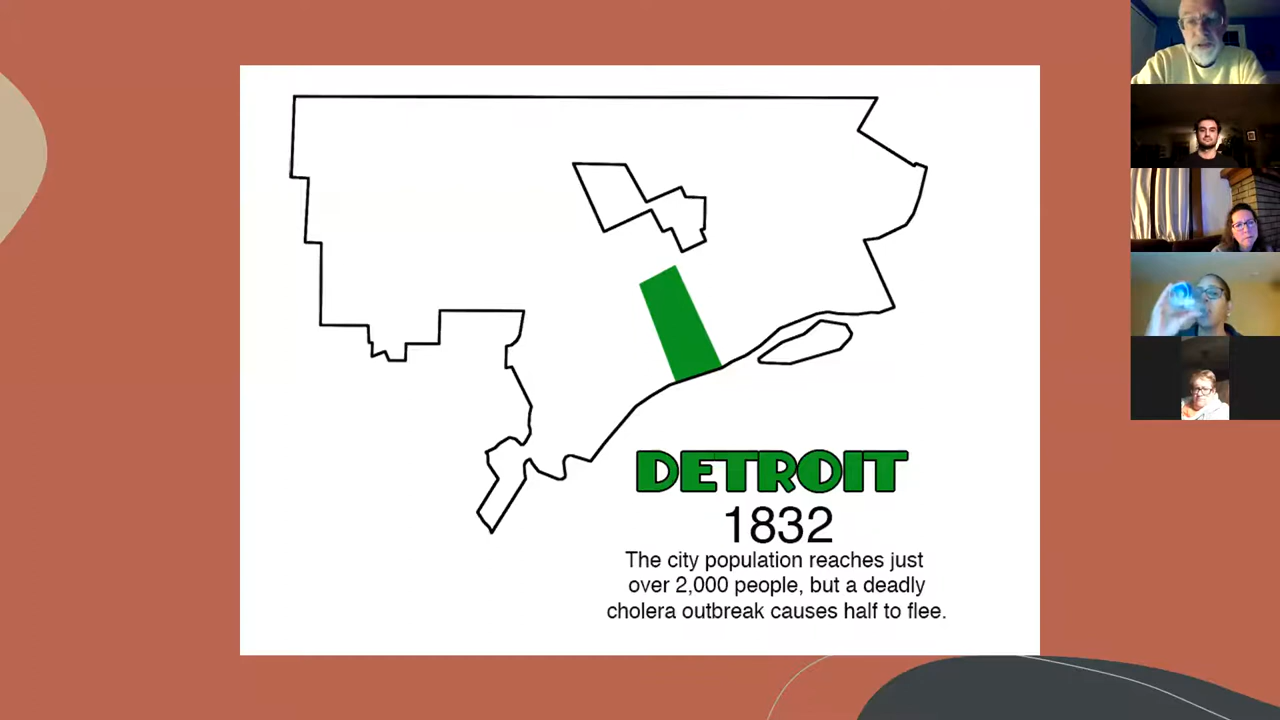 DETROIT
1832
The city population reaches just
over 2,000 people, but a deadly
cholera outbreak causes half to flee.